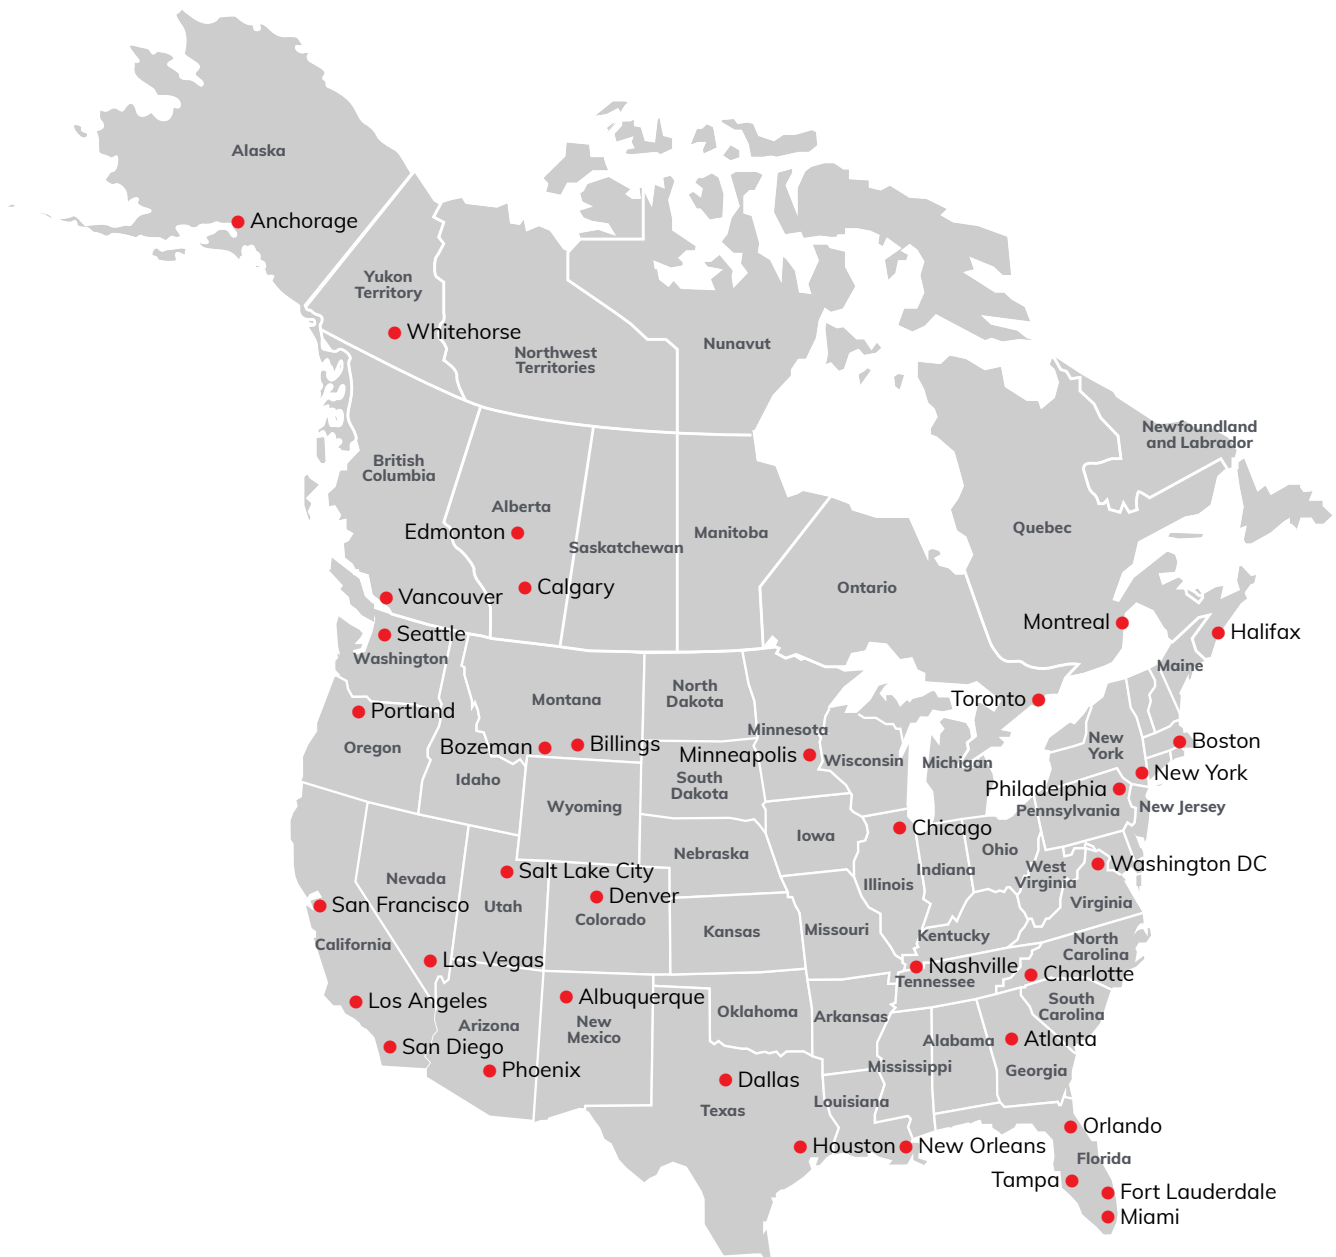 Alaska
Anchorage
Yukon
Territory
Whitehorse
Northwest
Territories
Nunavut
Newfoundland
and Labrador
British
Columbia
Alberta
Edmonton
Saskatchewan
Manitoba
Quebec
Ontario
Calgary
Vancouver
Montreal
Halifax
Seattle
Washington
Maine
Montana
North
Dakota
Toronto
Portland
Oregon
Bozeman
Billings
Minnesota
Minneapolis
Wisconsin
Michigan
New
York
Boston
Idaho
South
Dakota
New York
Philadelphia
Pennsylvania
New Jersey
Wyoming
Iowa
Chicago
Ohio
Nebraska
Indiana
West
Virginia
Washington DC
Nevada
Salt Lake City
Utah
Denver
Colorado
Illinois
Virginia
San Francisco
California
Kansas
Missouri
Kentucky
North
Carolina
Las Vegas
Nashville
Tennessee
Charlotte
Los Angeles
Albuquerque
Arizona
New
Mexico
Oklahoma
Arkansas
South
Carolina
San Diego
Alabama
Atlanta
Mississippi
Georgia
Phoenix
Dallas
Texas
Louisiana
Orlando
Houston
New Orleans
Florida
Tampa
Fort Lauderdale
Miami